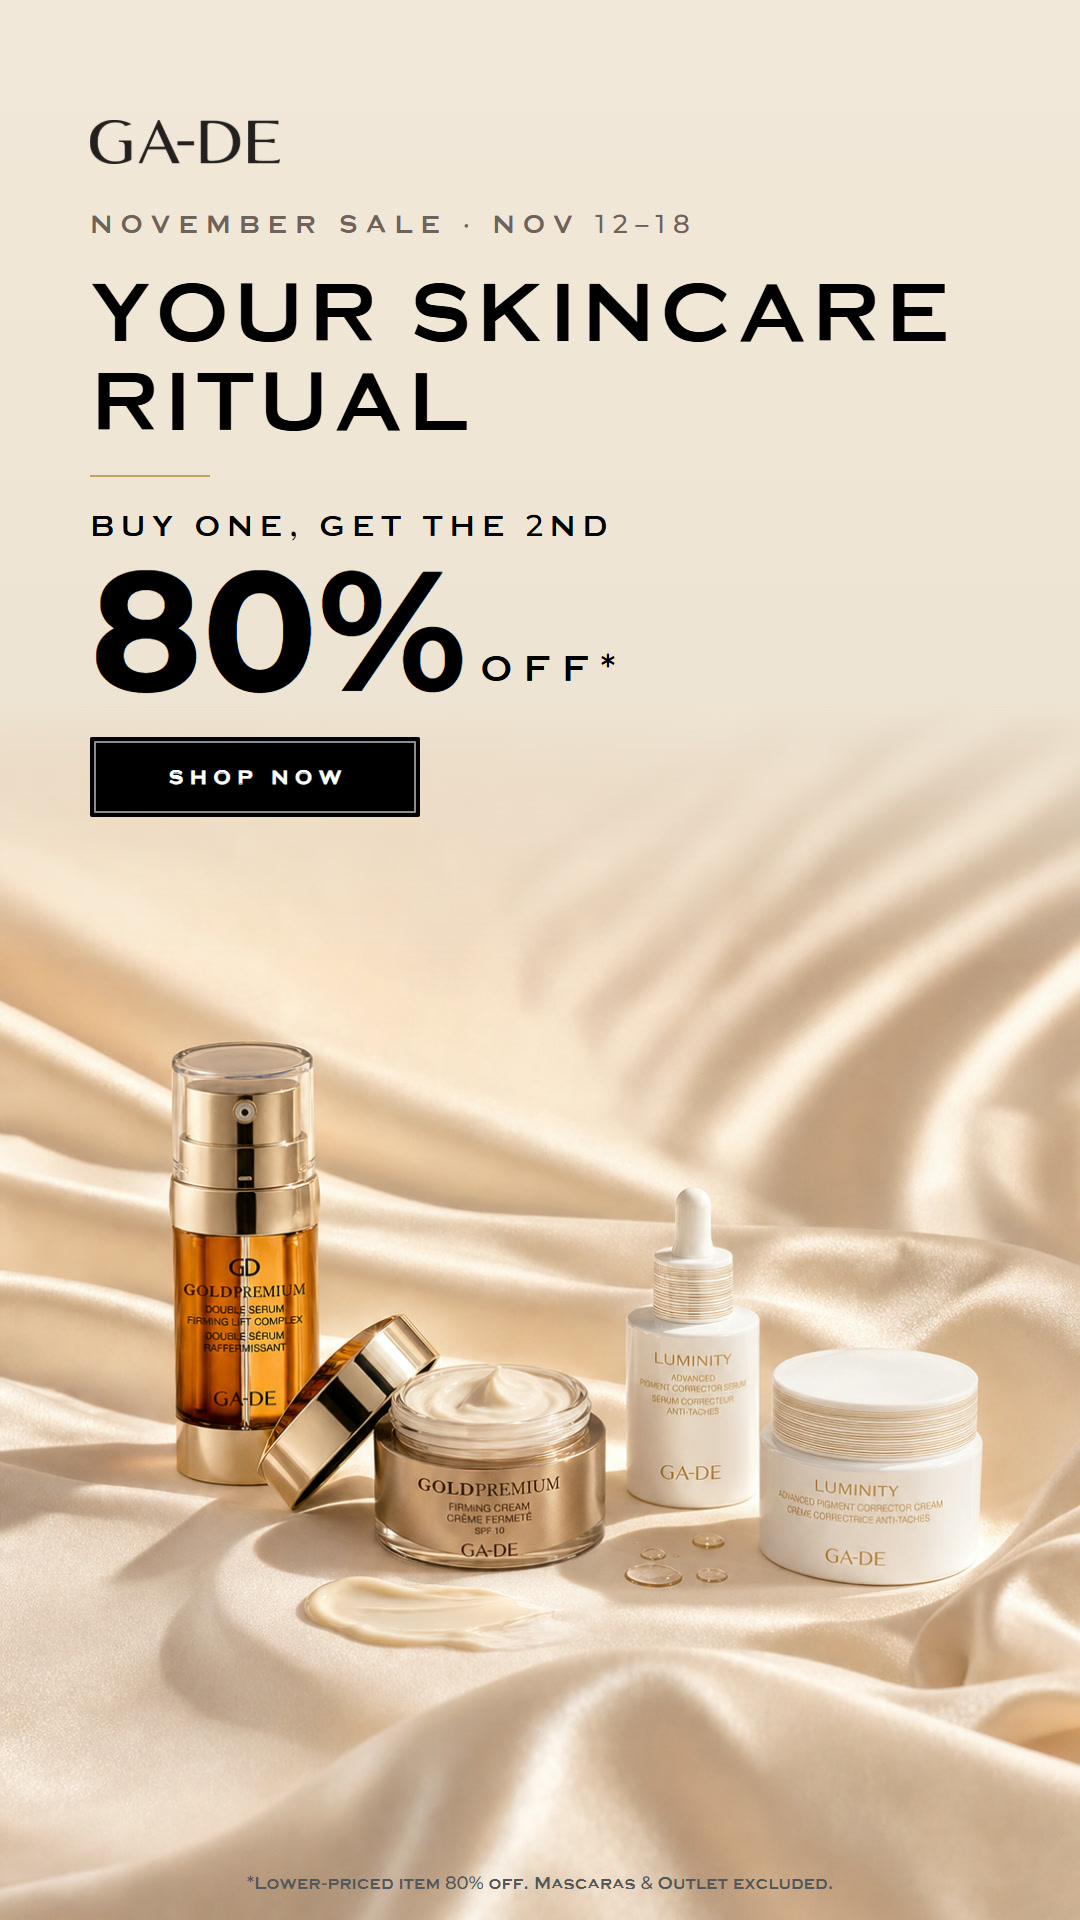 GA-DE
NOVEMBER SALE · NOV 12–18
YOUR SKINCARE
RITUAL
BUY ONE, GET THE 2ND
80% OFF*
SHOP NOW
GD
GOLDPREMIUM
DOUBLE SERUM
FIRMING LIFT COMPLEX
DOUBLE SÉRUM
RAFFERMISSANT
GA-DE
GOLDPREMIUM
FIRMING CREAM
CRÈME FERMETÉ
SPF 10
GA-DE
LUMINITY
ADVANCED
PIGMENT CORRECTOR SERUM
SÉRUM CORRECTEUR
ANTI-TACHES
GA-DE
LUMINITY
ADVANCED PIGMENT CORRECTOR CREAM
CRÈME CORRECTRICE ANTI-TACHES
GA-DE
*LOWER-PRICED ITEM 80% OFF. MASCARAS & OUTLET EXCLUDED.